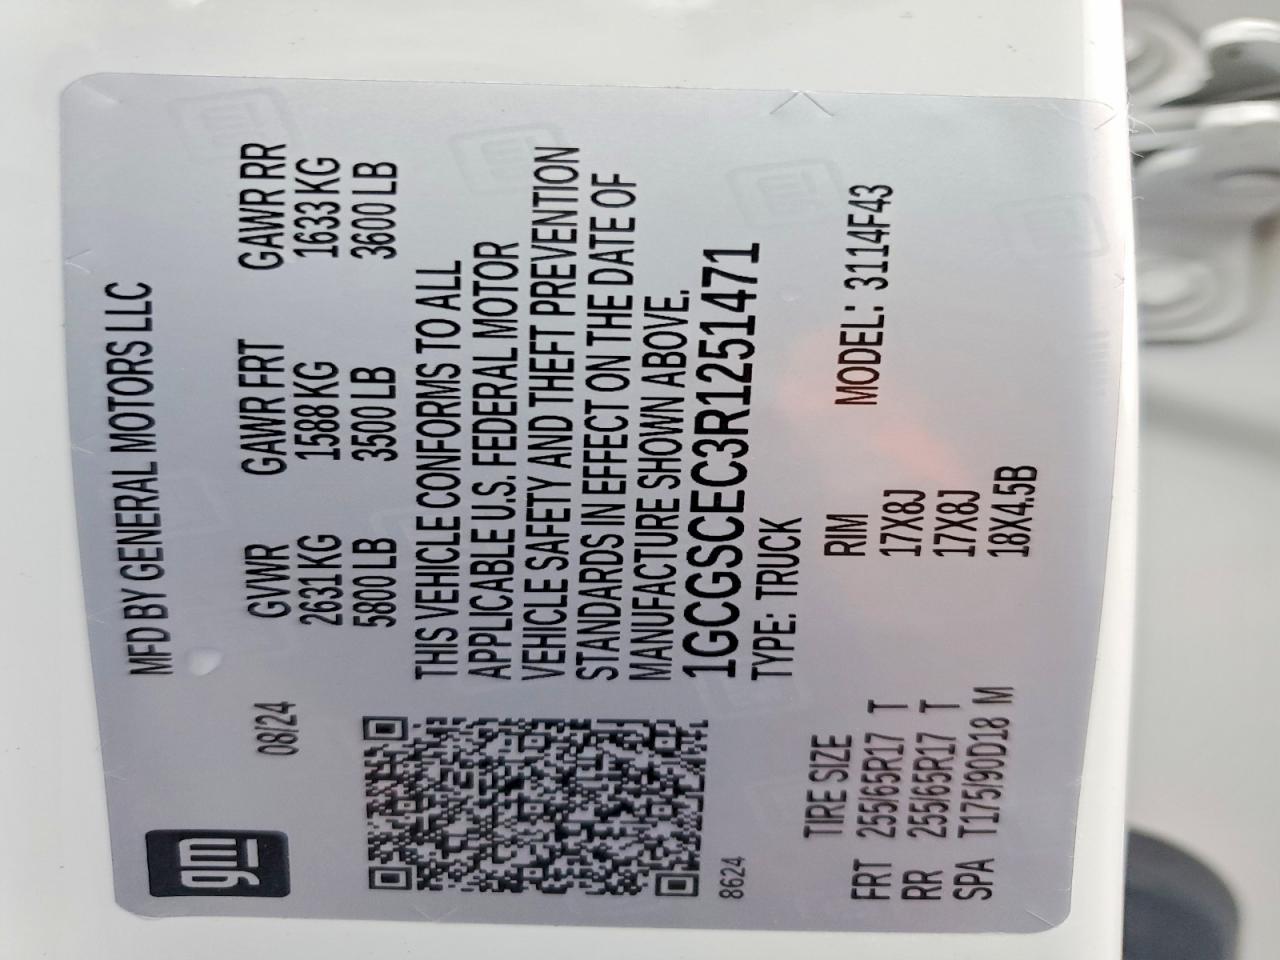 gm
MFD BY GENERAL MOTORS LLC
08/24
GVWR GAWR FRT GAWR RR
2631 KG 1588 KG 1633 KG
5800 LB 3500 LB 3600 LB
THIS VEHICLE CONFORMS TO ALL
APPLICABLE U.S. FEDERAL MOTOR
VEHICLE SAFETY AND THEFT PREVENTION
STANDARDS IN EFFECT ON THE DATE OF
MANUFACTURE SHOWN ABOVE.
1GCGSCEC3R1251471
8624
TYPE: TRUCK
TIRE SIZE RIM MODEL: 3114F43
FRT 255/65R17 T 17X8J
RR 255/65R17 T 17X8J
SPA T175/90D18 M 18X4.5B